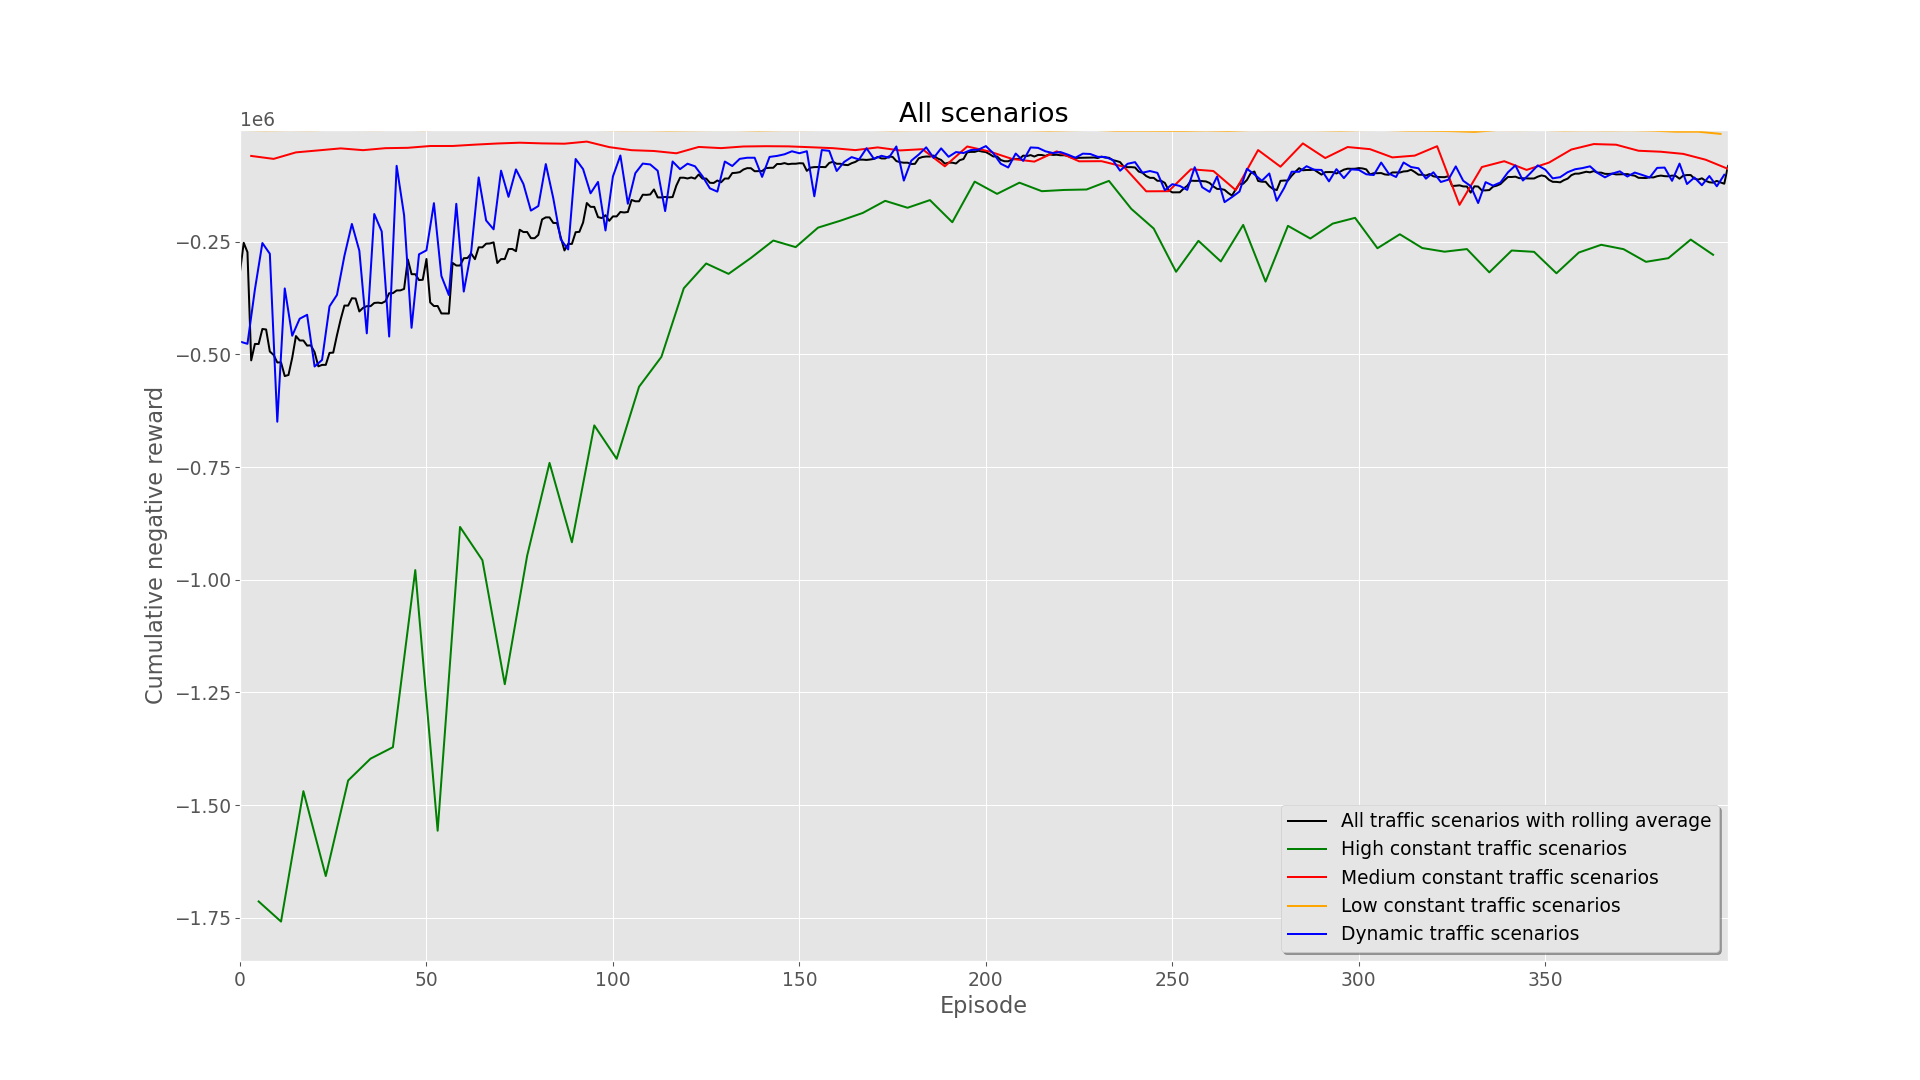 All scenarios
1e6
−0.25
−0.50
−0.75
−1.00
−1.25
−1.50
−1.75
Cumulative negative reward
0 50 100 150 200 250 300 350
Episode
All traffic scenarios with rolling average
High constant traffic scenarios
Medium constant traffic scenarios
Low constant traffic scenarios
Dynamic traffic scenarios